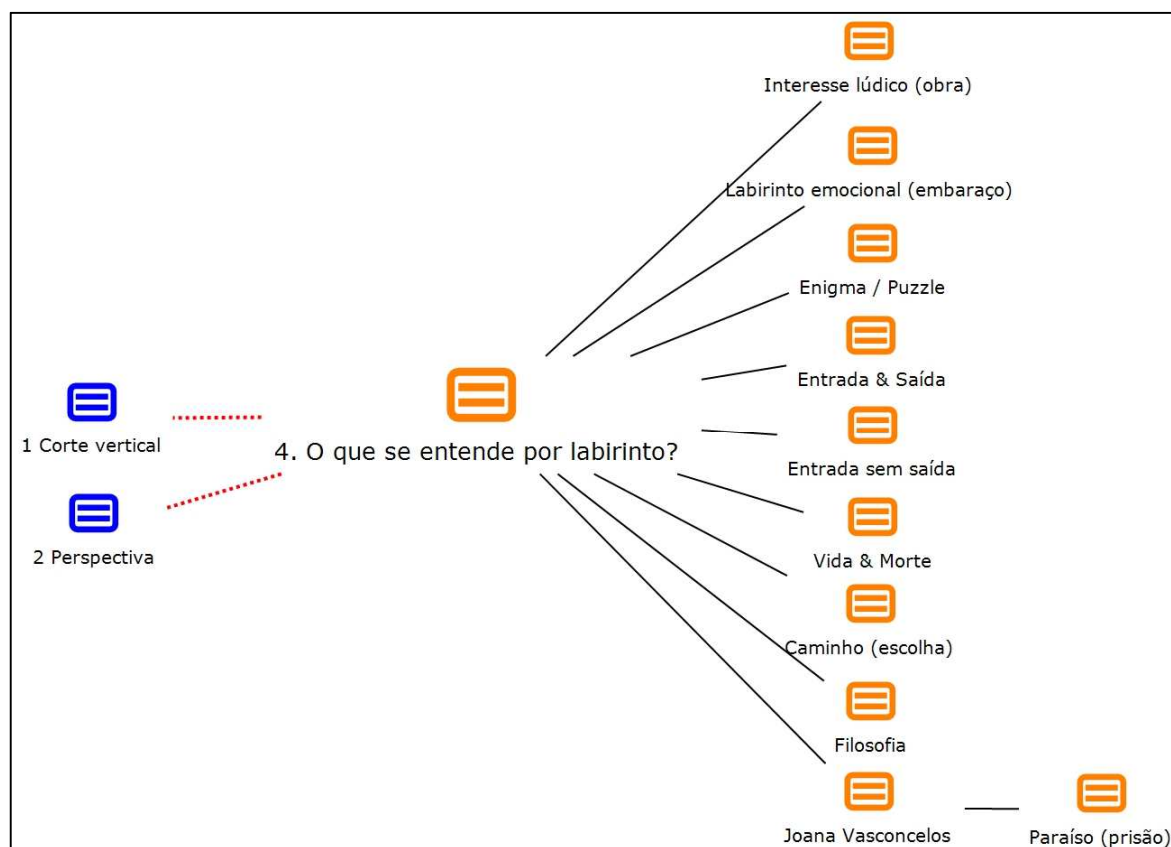 Interesse lúdico (obra)
Labirinto emocional (embaraço)
Enigma / Puzzle
Entrada & Saída
1 Corte vertical
4. O que se entende por labirinto?
Entrada sem saída
2 Perspectiva
Vida & Morte
Caminho (escolha)
Filosofia
Joana Vasconcelos
Paraíso (prisão)